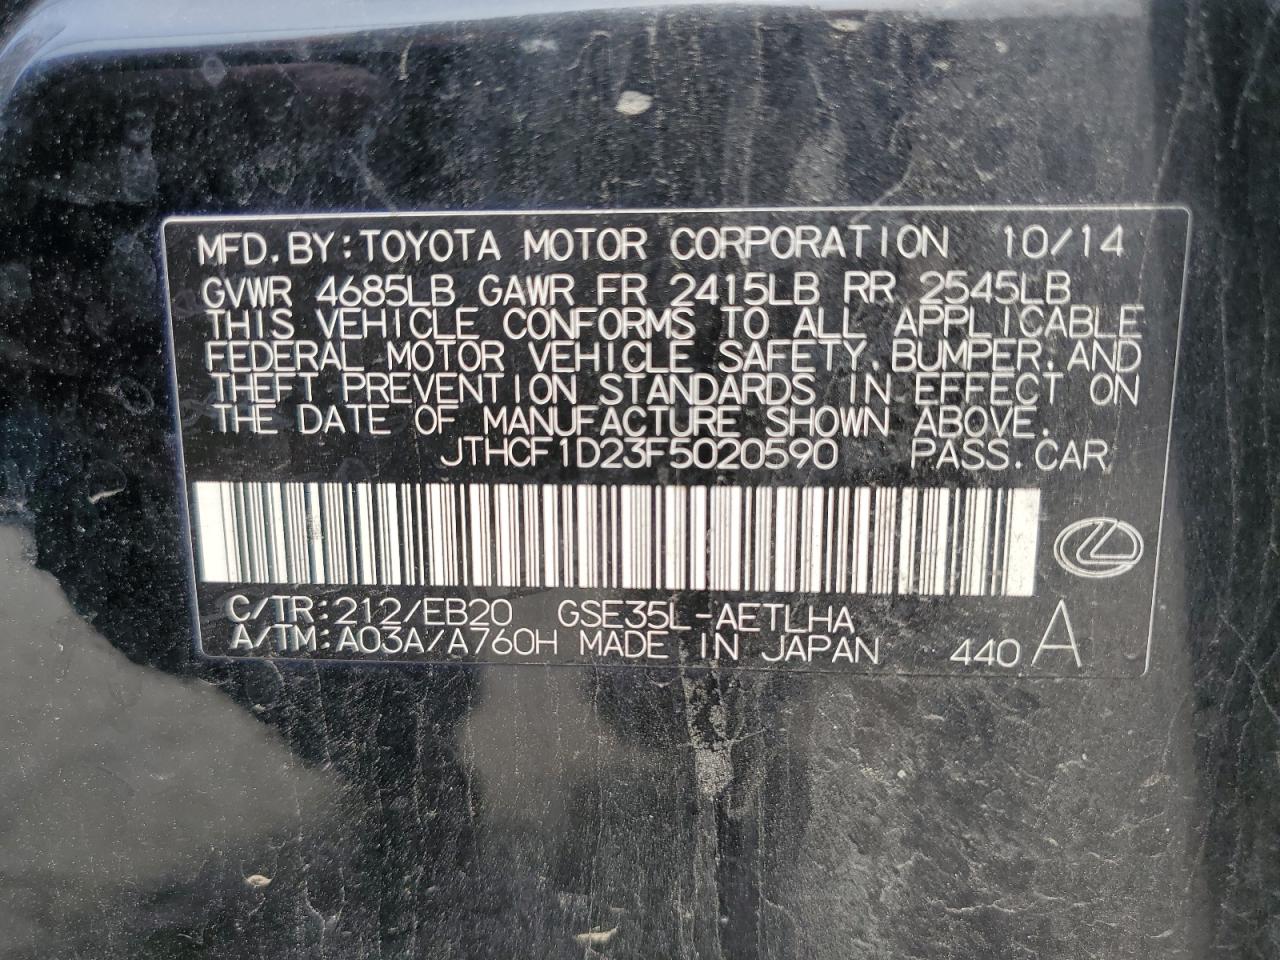 MFD. BY: TOYOTA MOTOR CORPORATION 10/14
GVWR 4685LB GAWR FR 2415LB RR 2545LB
THIS VEHICLE CONFORMS TO ALL APPLICABLE
FEDERAL MOTOR VEHICLE SAFETY, BUMPER, AND
THEFT PREVENTION STANDARDS IN EFFECT ON
THE DATE OF MANUFACTURE SHOWN ABOVE.
JTHCF1D23F5020590 PASS. CAR
C/TR: 212/EB20 GSE35L-AETLHA
A/TM: A03A/A760H MADE IN JAPAN 440 A